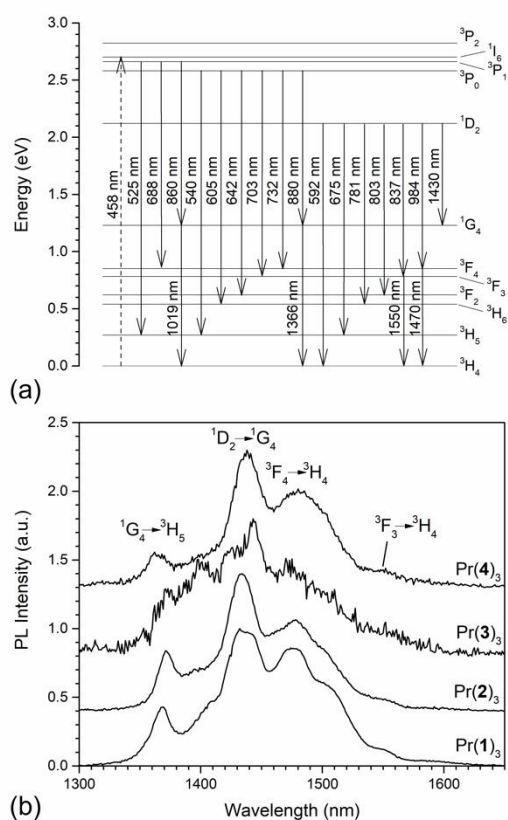 3.0
2.5
2.0
1.5
1.0
0.5
0.0
Energy (eV)
³P₂
¹I₆
³P₁
³P₀
¹D₂
¹G₄
³F₄
³F₃
³F₂
³H₆
³H₅
³H₄
458 nm
525 nm
688 nm
860 nm
540 nm
605 nm
642 nm
703 nm
732 nm
880 nm
592 nm
675 nm
781 nm
803 nm
837 nm
984 nm
1430 nm
1019 nm
1366 nm
1550 nm
1470 nm
(a)
2.5
2.0
1.5
1.0
0.5
0.0
PL Intensity (a.u.)
¹D₂→¹G₄
³F₄→³H₄
¹G₄→³H₅
³F₃→³H₄
Pr(4)₃
Pr(3)₃
Pr(2)₃
Pr(1)₃
1300 1400 1500 1600
Wavelength (nm)
(b)